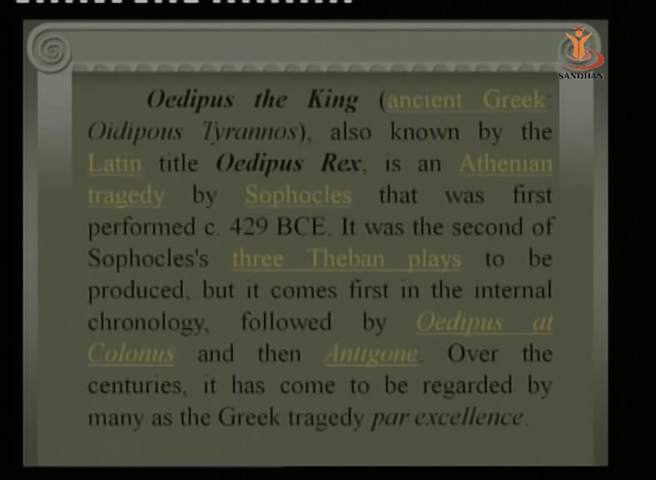 SANDHAN
Oedipus the King (ancient Greek:
Oidipous Tyrannos), also known by the
Latin title Oedipus Rex, is an Athenian
tragedy by Sophocles that was first
performed c. 429 BCE. It was the second of
Sophocles's three Theban plays to be
produced, but it comes first in the internal
chronology, followed by Oedipus at
Colonus and then Antigone. Over the
centuries, it has come to be regarded by
many as the Greek tragedy par excellence.